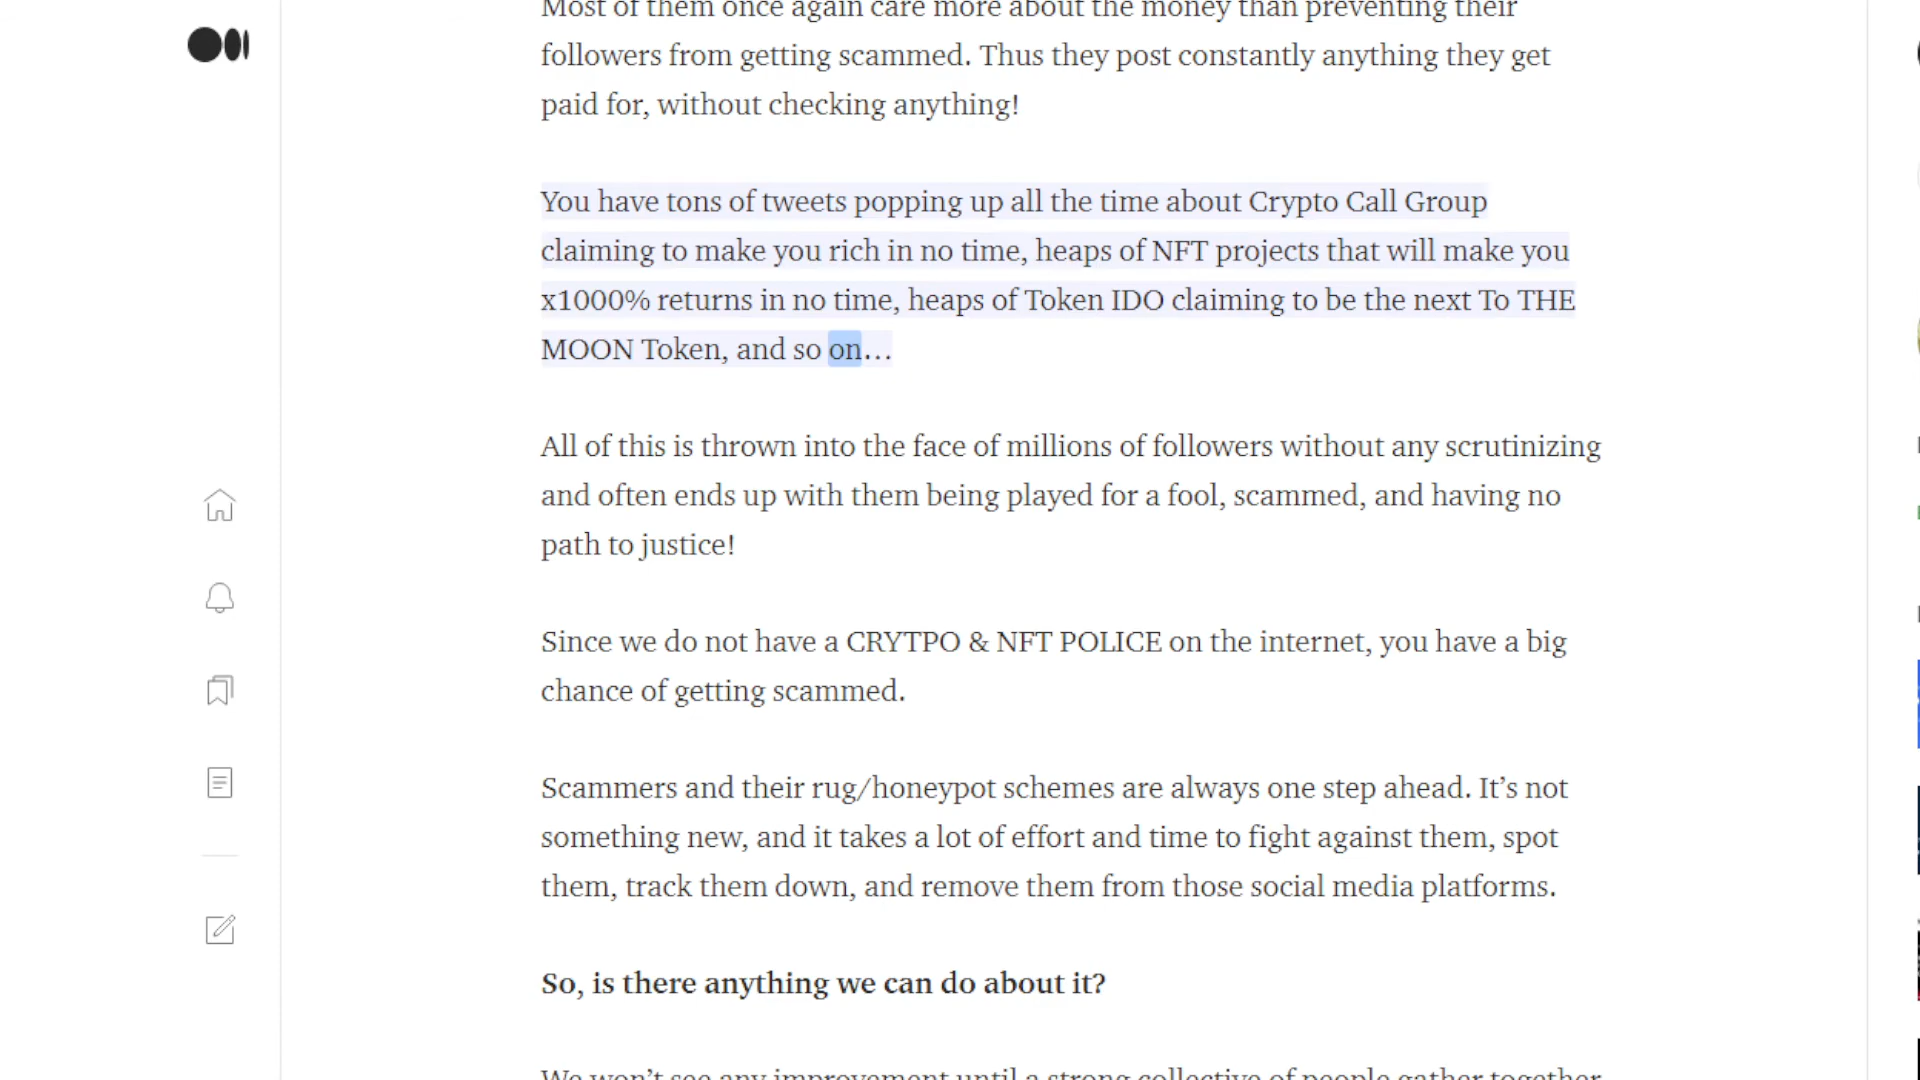 Most of them once again care more about the money than preventing their
followers from getting scammed. Thus they post constantly anything they get
paid for, without checking anything!
You have tons of tweets popping up all the time about Crypto Call Group
claiming to make you rich in no time, heaps of NFT projects that will make you
x1000% returns in no time, heaps of Token IDO claiming to be the next To THE
MOON Token, and so on…
All of this is thrown into the face of millions of followers without any scrutinizing
and often ends up with them being played for a fool, scammed, and having no
path to justice!
Since we do not have a CRYTPO & NFT POLICE on the internet, you have a big
chance of getting scammed.
Scammers and their rug/honeypot schemes are always one step ahead. It’s not
something new, and it takes a lot of effort and time to fight against them, spot
them, track them down, and remove them from those social media platforms.
So, is there anything we can do about it?
We won’t see any improvement until a strong collective of people gather together